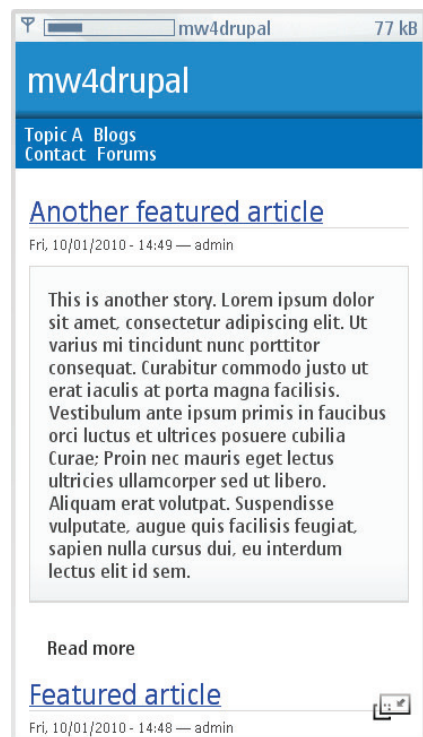 mw4drupal 77 kB
mw4drupal
Topic A Blogs
Contact Forums
Another featured article
Fri, 10/01/2010 - 14:49 — admin
This is another story. Lorem ipsum dolor
sit amet, consectetur adipiscing elit. Ut
varius mi tincidunt nunc porttitor
consequat. Curabitur commodo justo ut
erat iaculis at porta magna facilisis.
Vestibulum ante ipsum primis in faucibus
orci luctus et ultrices posuere cubilia
Curae; Proin nec mauris eget lectus
ultricies ullamcorper sed ut libero.
Aliquam erat volutpat. Suspendisse
vulputate, augue quis facilisis feugiat,
sapien nulla cursus dui, eu interdum
lectus elit id sem.
Read more
Featured article
Fri, 10/01/2010 - 14:48 — admin